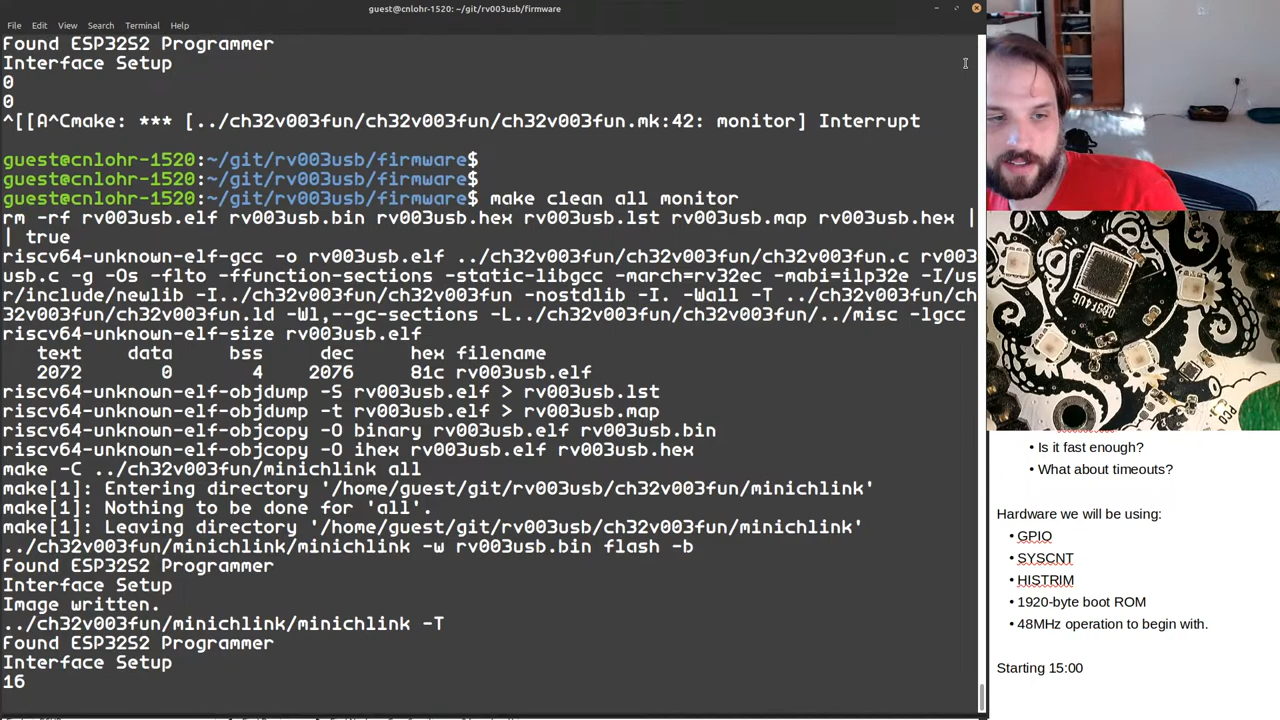 guest@cnlohr-1520: ~/git/rv003usb/firmware
File Edit View Search Terminal Help
Found ESP32S2 Programmer
Interface Setup
0
0
^[[A^Cmake: *** [../ch32v003fun/ch32v003fun/ch32v003fun.mk:42: monitor] Interrupt
guest@cnlohr-1520:~/git/rv003usb/firmware$
guest@cnlohr-1520:~/git/rv003usb/firmware$
guest@cnlohr-1520:~/git/rv003usb/firmware$ make clean all monitor
rm -rf rv003usb.elf rv003usb.bin rv003usb.hex rv003usb.lst rv003usb.map rv003usb.hex |
| true
riscv64-unknown-elf-gcc -o rv003usb.elf ../ch32v003fun/ch32v003fun/ch32v003fun.c rv003
usb.c -g -Os -flto -ffunction-sections -static-libgcc -march=rv32ec -mabi=ilp32e -I/us
r/include/newlib -I../ch32v003fun/ch32v003fun -nostdlib -I. -Wall -T ../ch32v003fun/ch
32v003fun/ch32v003fun.ld -Wl,--gc-sections -L../ch32v003fun/ch32v003fun/../misc -lgcc
riscv64-unknown-elf-size rv003usb.elf
text data bss dec hex filename
2072 0 4 2076 81c rv003usb.elf
riscv64-unknown-elf-objdump -S rv003usb.elf > rv003usb.lst
riscv64-unknown-elf-objdump -t rv003usb.elf > rv003usb.map
riscv64-unknown-elf-objcopy -O binary rv003usb.elf rv003usb.bin
riscv64-unknown-elf-objcopy -O ihex rv003usb.elf rv003usb.hex
make -C ../ch32v003fun/minichlink all
make[1]: Entering directory '/home/guest/git/rv003usb/ch32v003fun/minichlink'
make[1]: Nothing to be done for 'all'.
make[1]: Leaving directory '/home/guest/git/rv003usb/ch32v003fun/minichlink'
../ch32v003fun/minichlink/minichlink -w rv003usb.bin flash -b
Found ESP32S2 Programmer
Interface Setup
Image written.
../ch32v003fun/minichlink/minichlink -T
Found ESP32S2 Programmer
Interface Setup
16
• Is it fast enough?
• What about timeouts?
Hardware we will be using:
• GPIO
• SYSCNT
• HISTRIM
• 1920-byte boot ROM
• 48MHz operation to begin with.
Starting 15:00